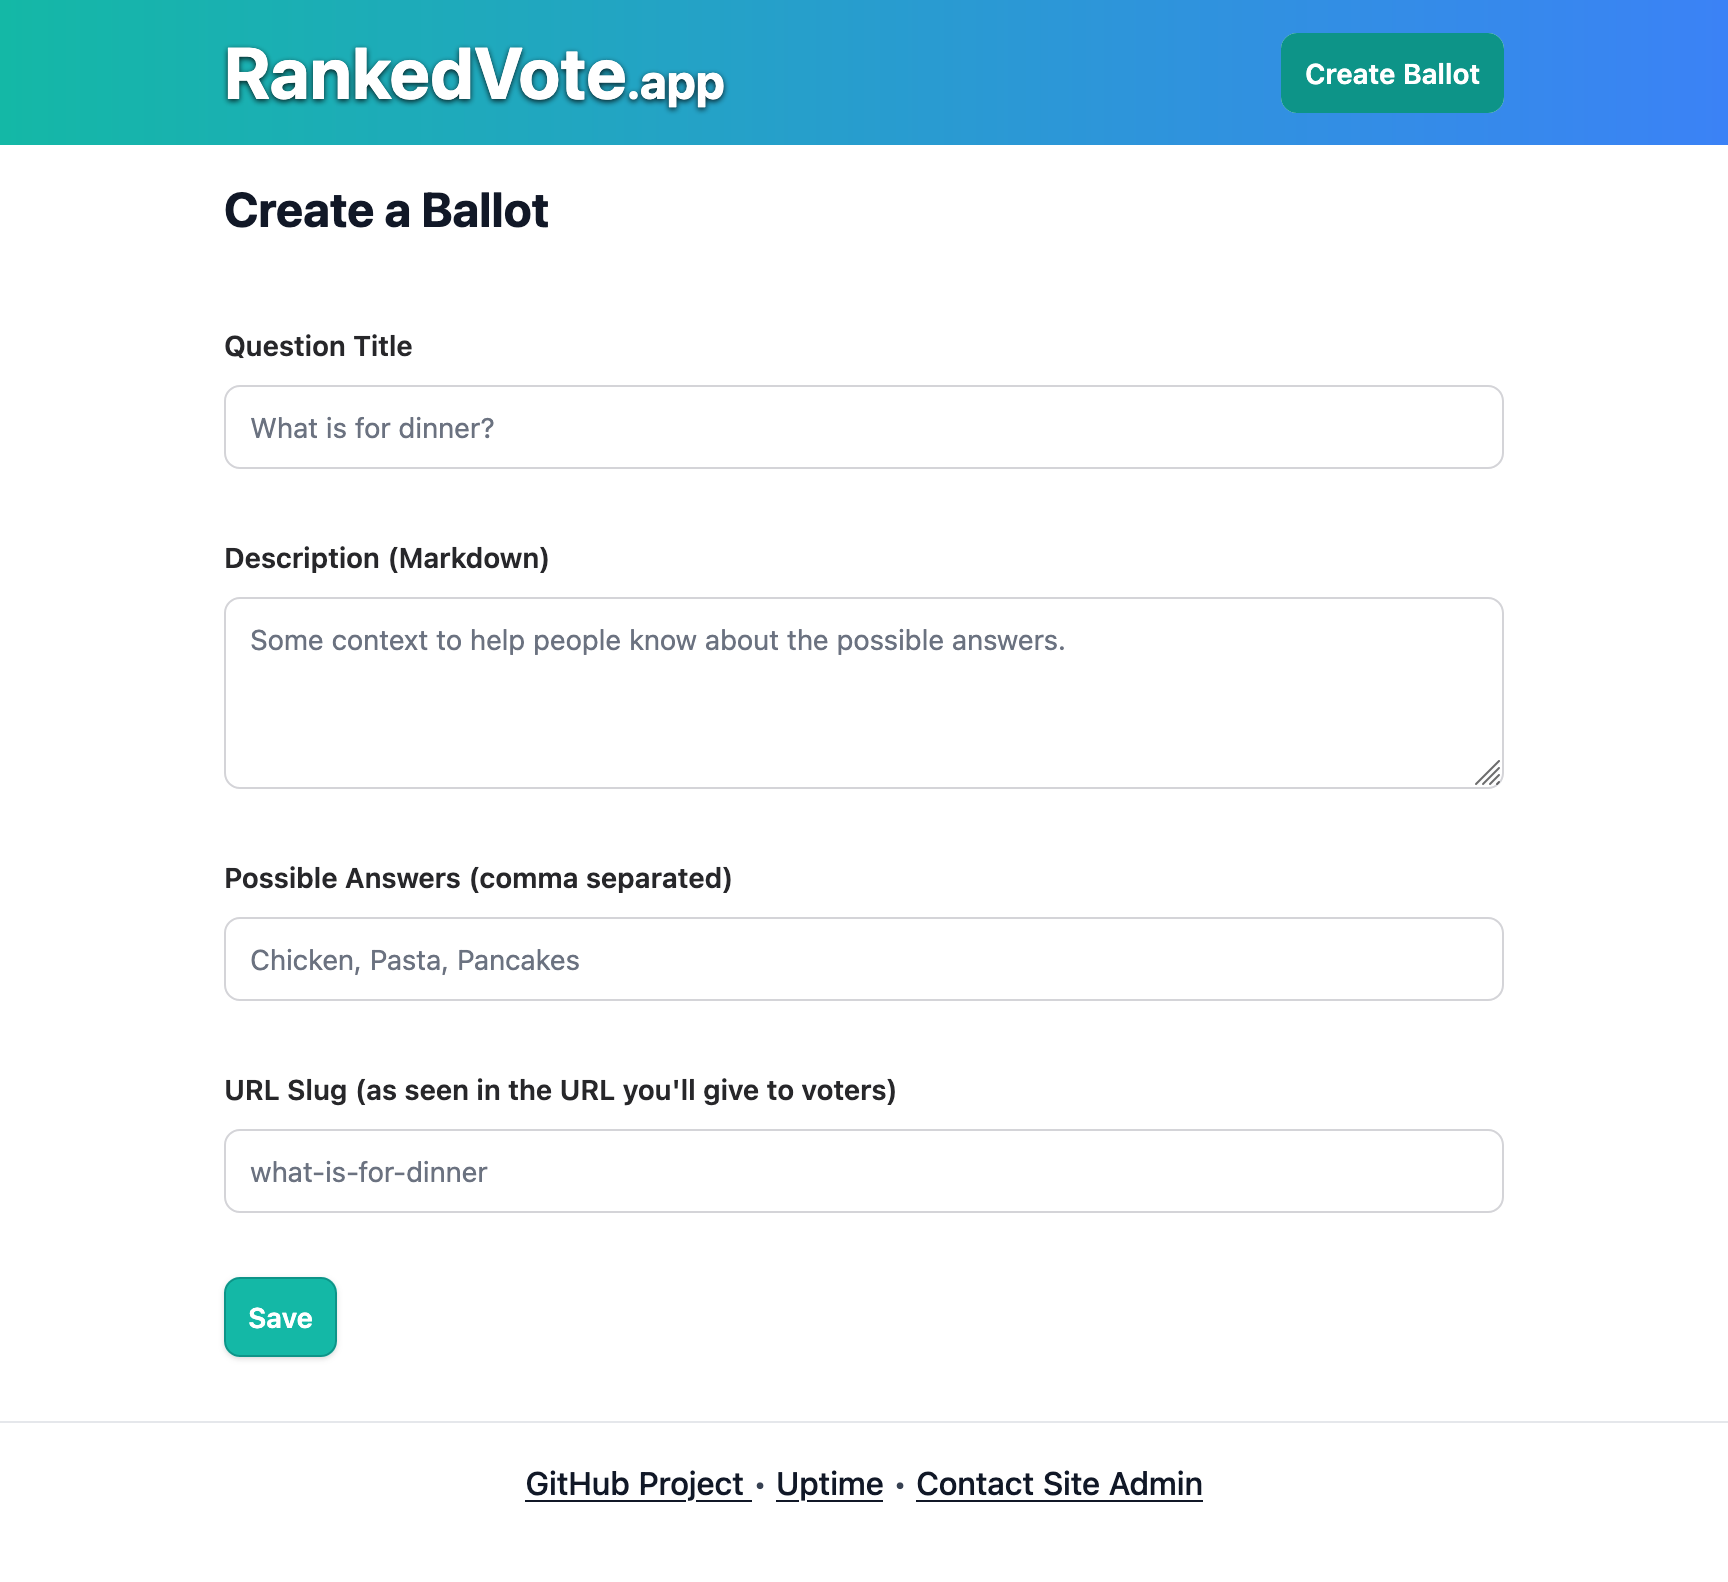 RankedVote.app
Create Ballot
Create a Ballot
Question Title
What is for dinner?
Description (Markdown)
Some context to help people know about the possible answers.
Possible Answers (comma separated)
Chicken, Pasta, Pancakes
URL Slug (as seen in the URL you'll give to voters)
what-is-for-dinner
Save
GitHub Project · Uptime · Contact Site Admin